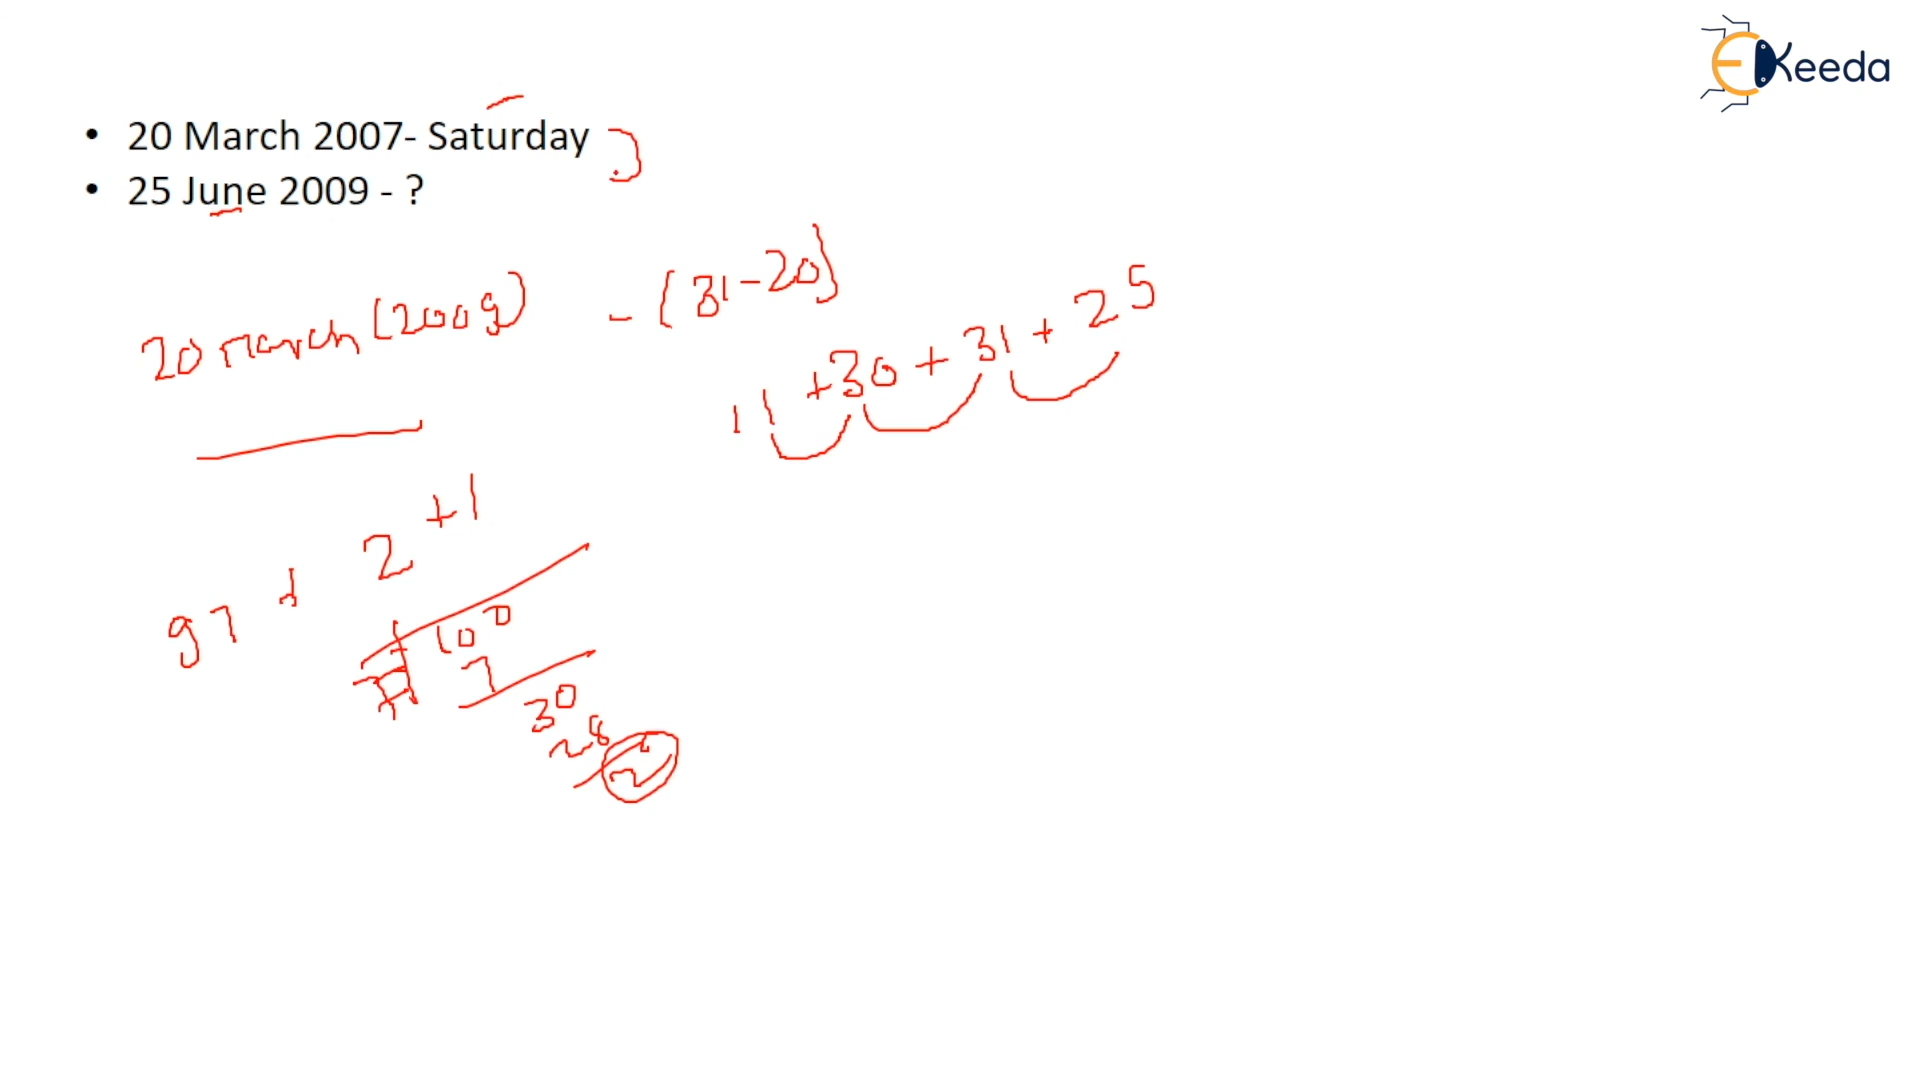 EKeeda
• 20 March 2007- Saturday
• 25 June 2009 - ?
20 March (2009) - (31-20)
11 +30 + 31 + 25
97 + 2 +1
100
7
30
28
2